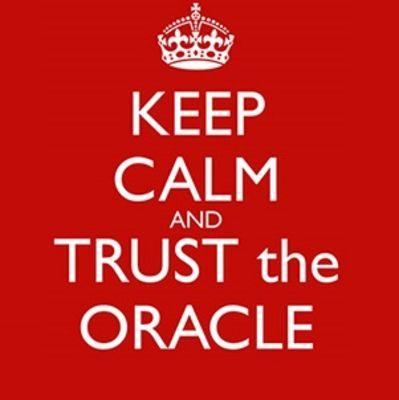 KEEP
CALM
AND
TRUST the
ORACLE